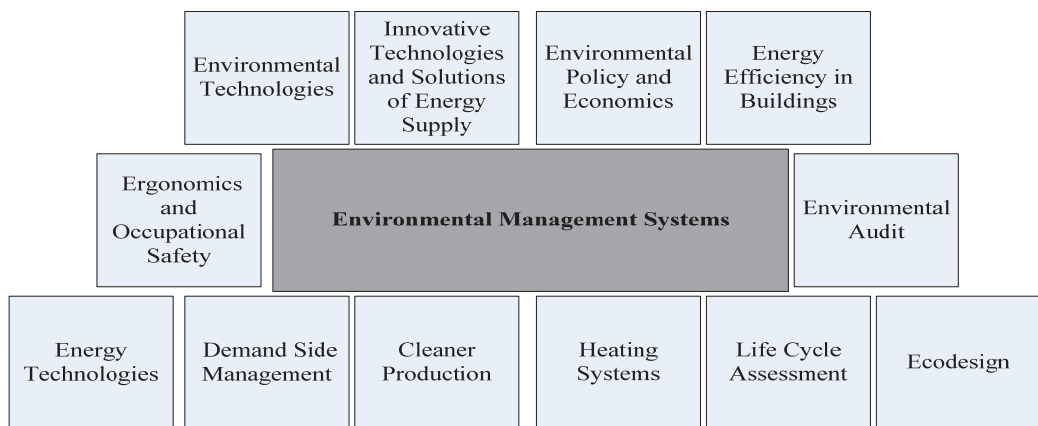 Environmental
Technologies
Innovative
Technologies
and Solutions
of Energy
Supply
Environmental
Policy and
Economics
Energy
Efficiency in
Buildings
Ergonomics
and
Occupational
Safety
Environmental Management Systems
Environmental
Audit
Energy
Technologies
Demand Side
Management
Cleaner
Production
Heating
Systems
Life Cycle
Assessment
Ecodesign